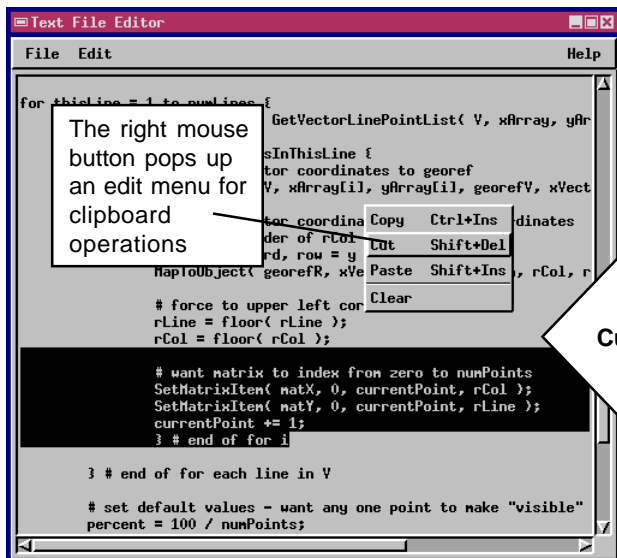 Text File Editor
File Edit Help
for thisLine = 1 to numLines {
GetVectorLinePointList( V, xArray, yAr
sInThisLine {
tor coordinates to georef
V, xArray[i], yArray[i], georefV, xVect
tor coordina dinates
der of rCol
rd, row = y
MapToObject( georefR, xVe , rCol, r
# force to upper left cor
rLine = floor( rLine );
rCol = floor( rCol );
# want matrix to index from zero to numPoints
SetMatrixItem( matX, 0, currentPoint, rCol );
SetMatrixItem( matY, 0, currentPoint, rLine );
currentPoint += 1;
} # end of for i
} # end of for each line in V
# set default values - want any one point to make "visible"
percent = 100 / numPoints;
The right mouse
button pops up
an edit menu for
clipboard
operations
Copy Ctrl+Ins
Cut Shift+Del
Paste Shift+Ins
Clear